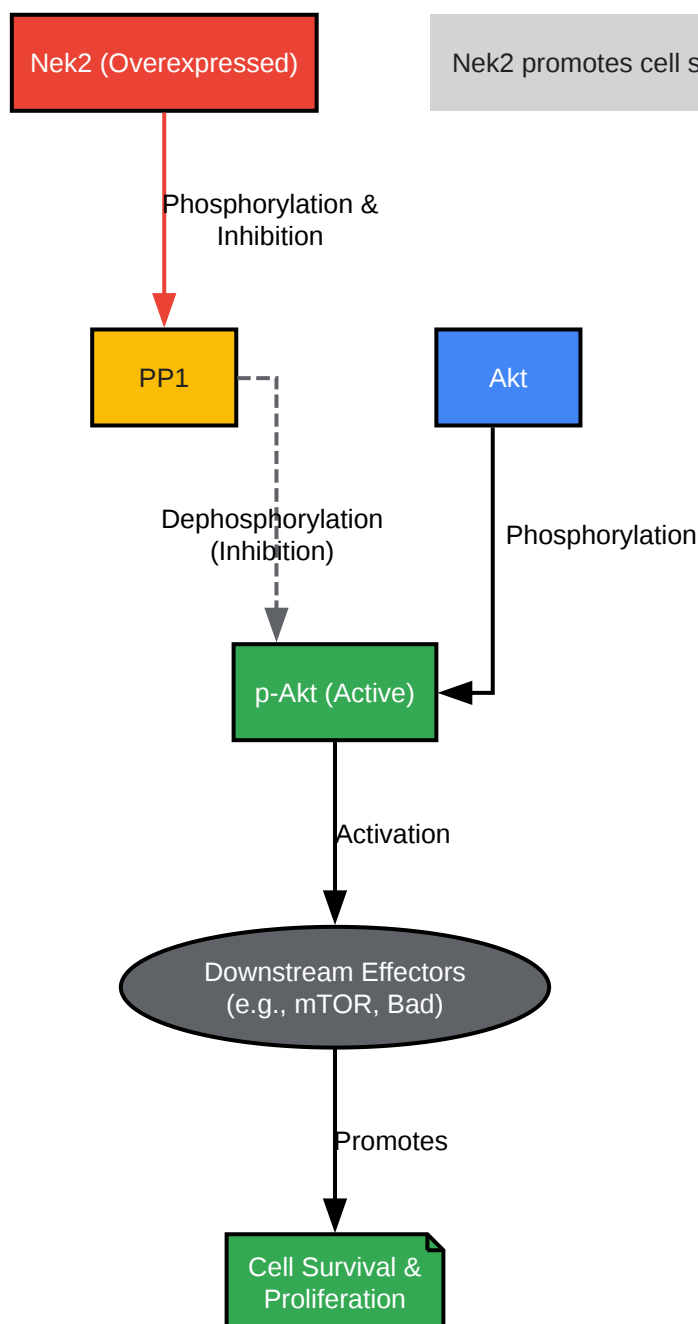 Nek2 (Overexpressed)
Nek2 promotes cell s
Phosphorylation &
Inhibition
PP1
Akt
Dephosphorylation
(Inhibition)
Phosphorylation
p-Akt (Active)
Activation
Downstream Effectors
(e.g., mTOR, Bad)
Promotes
Cell Survival &
Proliferation